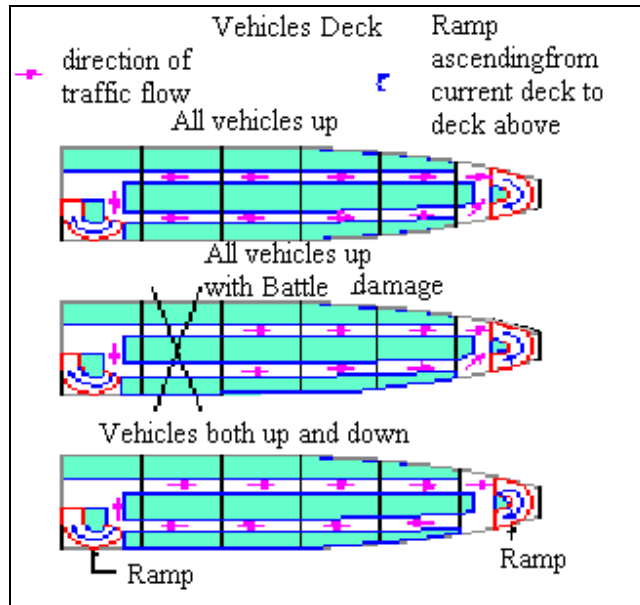 Vehicles Deck
direction of
traffic flow
Ramp
ascendingfrom
current deck to
deck above
All vehicles up
All vehicles up
with Battle damage
Vehicles both up and down
Ramp
Ramp